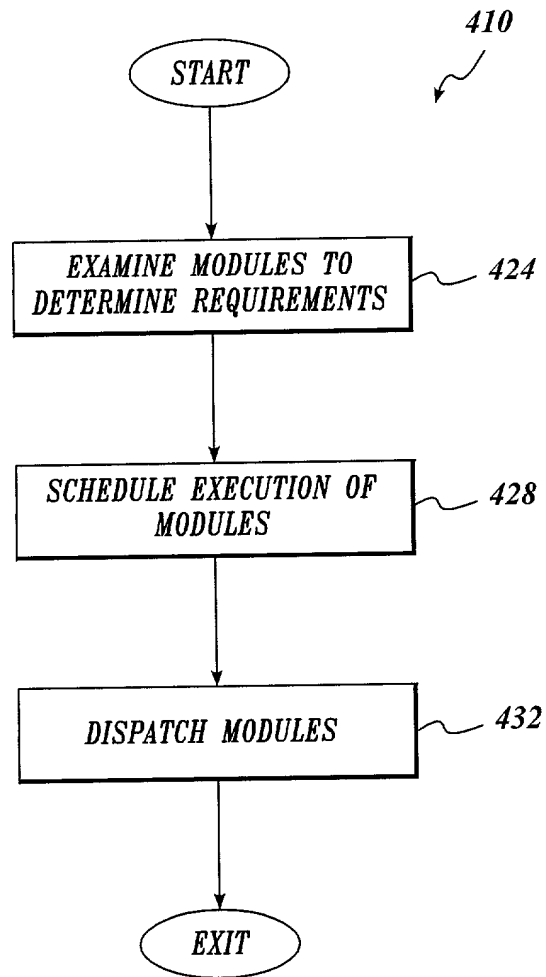 410
START
EXAMINE MODULES TO
DETERMINE REQUIREMENTS
424
SCHEDULE EXECUTION OF
MODULES
428
DISPATCH MODULES
432
EXIT